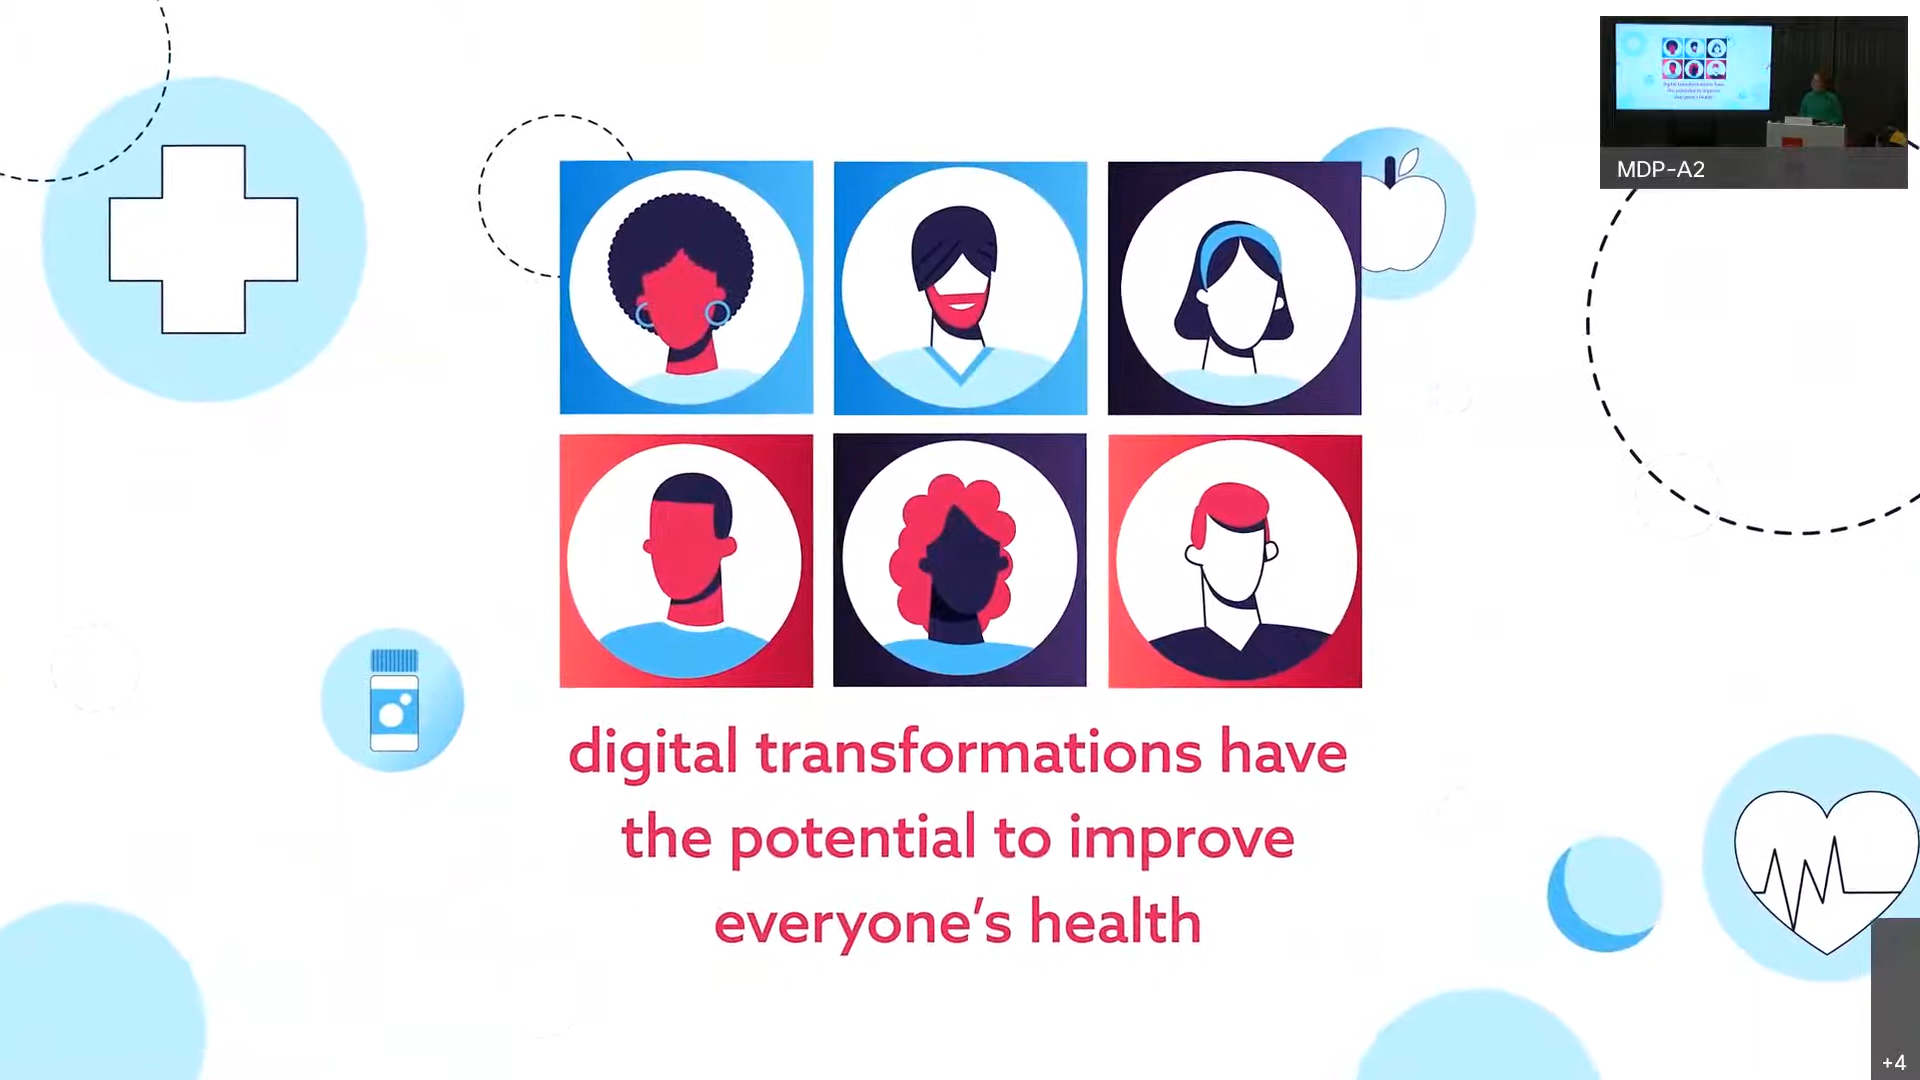 MDP-A2
digital transformations have
the potential to improve
everyone's health
+4